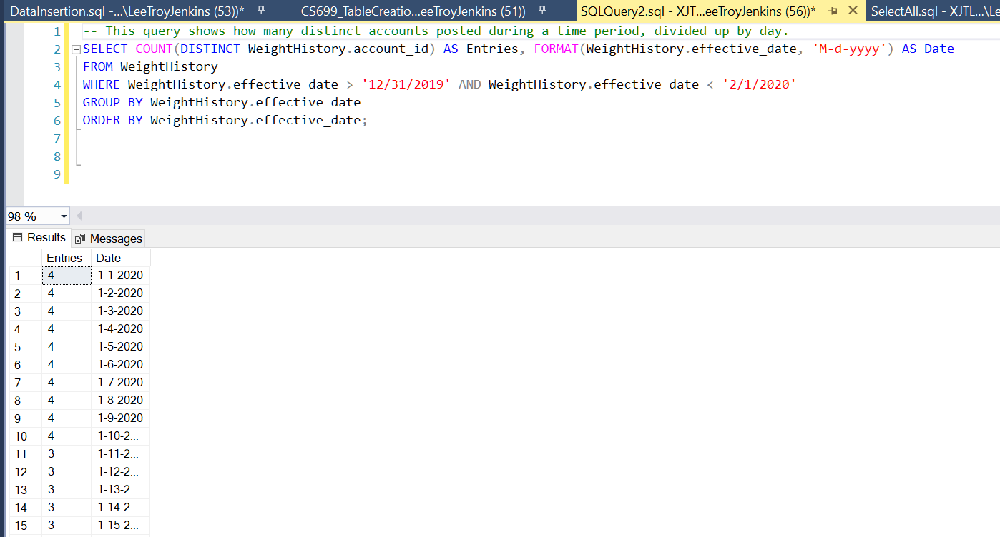 DataInsertion.sql -...\LeeTroyJenkins (53))* CS699_TableCreatio...eeTroyJenkins (51)) SQLQuery2.sql - XJT...eeTroyJenkins (56))* SelectAll.sql - XJTL...\Le
1 -- This query shows how many distinct accounts posted during a time period, divided up by day.
2 SELECT COUNT(DISTINCT WeightHistory.account_id) AS Entries, FORMAT(WeightHistory.effective_date, 'M-d-yyyy') AS Date
3 FROM WeightHistory
4 WHERE WeightHistory.effective_date > '12/31/2019' AND WeightHistory.effective_date < '2/1/2020'
5 GROUP BY WeightHistory.effective_date
6 ORDER BY WeightHistory.effective_date;
7
8
9
98 %
Results Messages
Entries Date
1 4 1-1-2020
2 4 1-2-2020
3 4 1-3-2020
4 4 1-4-2020
5 4 1-5-2020
6 4 1-6-2020
7 4 1-7-2020
8 4 1-8-2020
9 4 1-9-2020
10 4 1-10-2...
11 3 1-11-2...
12 3 1-12-2...
13 3 1-13-2...
14 3 1-14-2...
15 3 1-15-2...